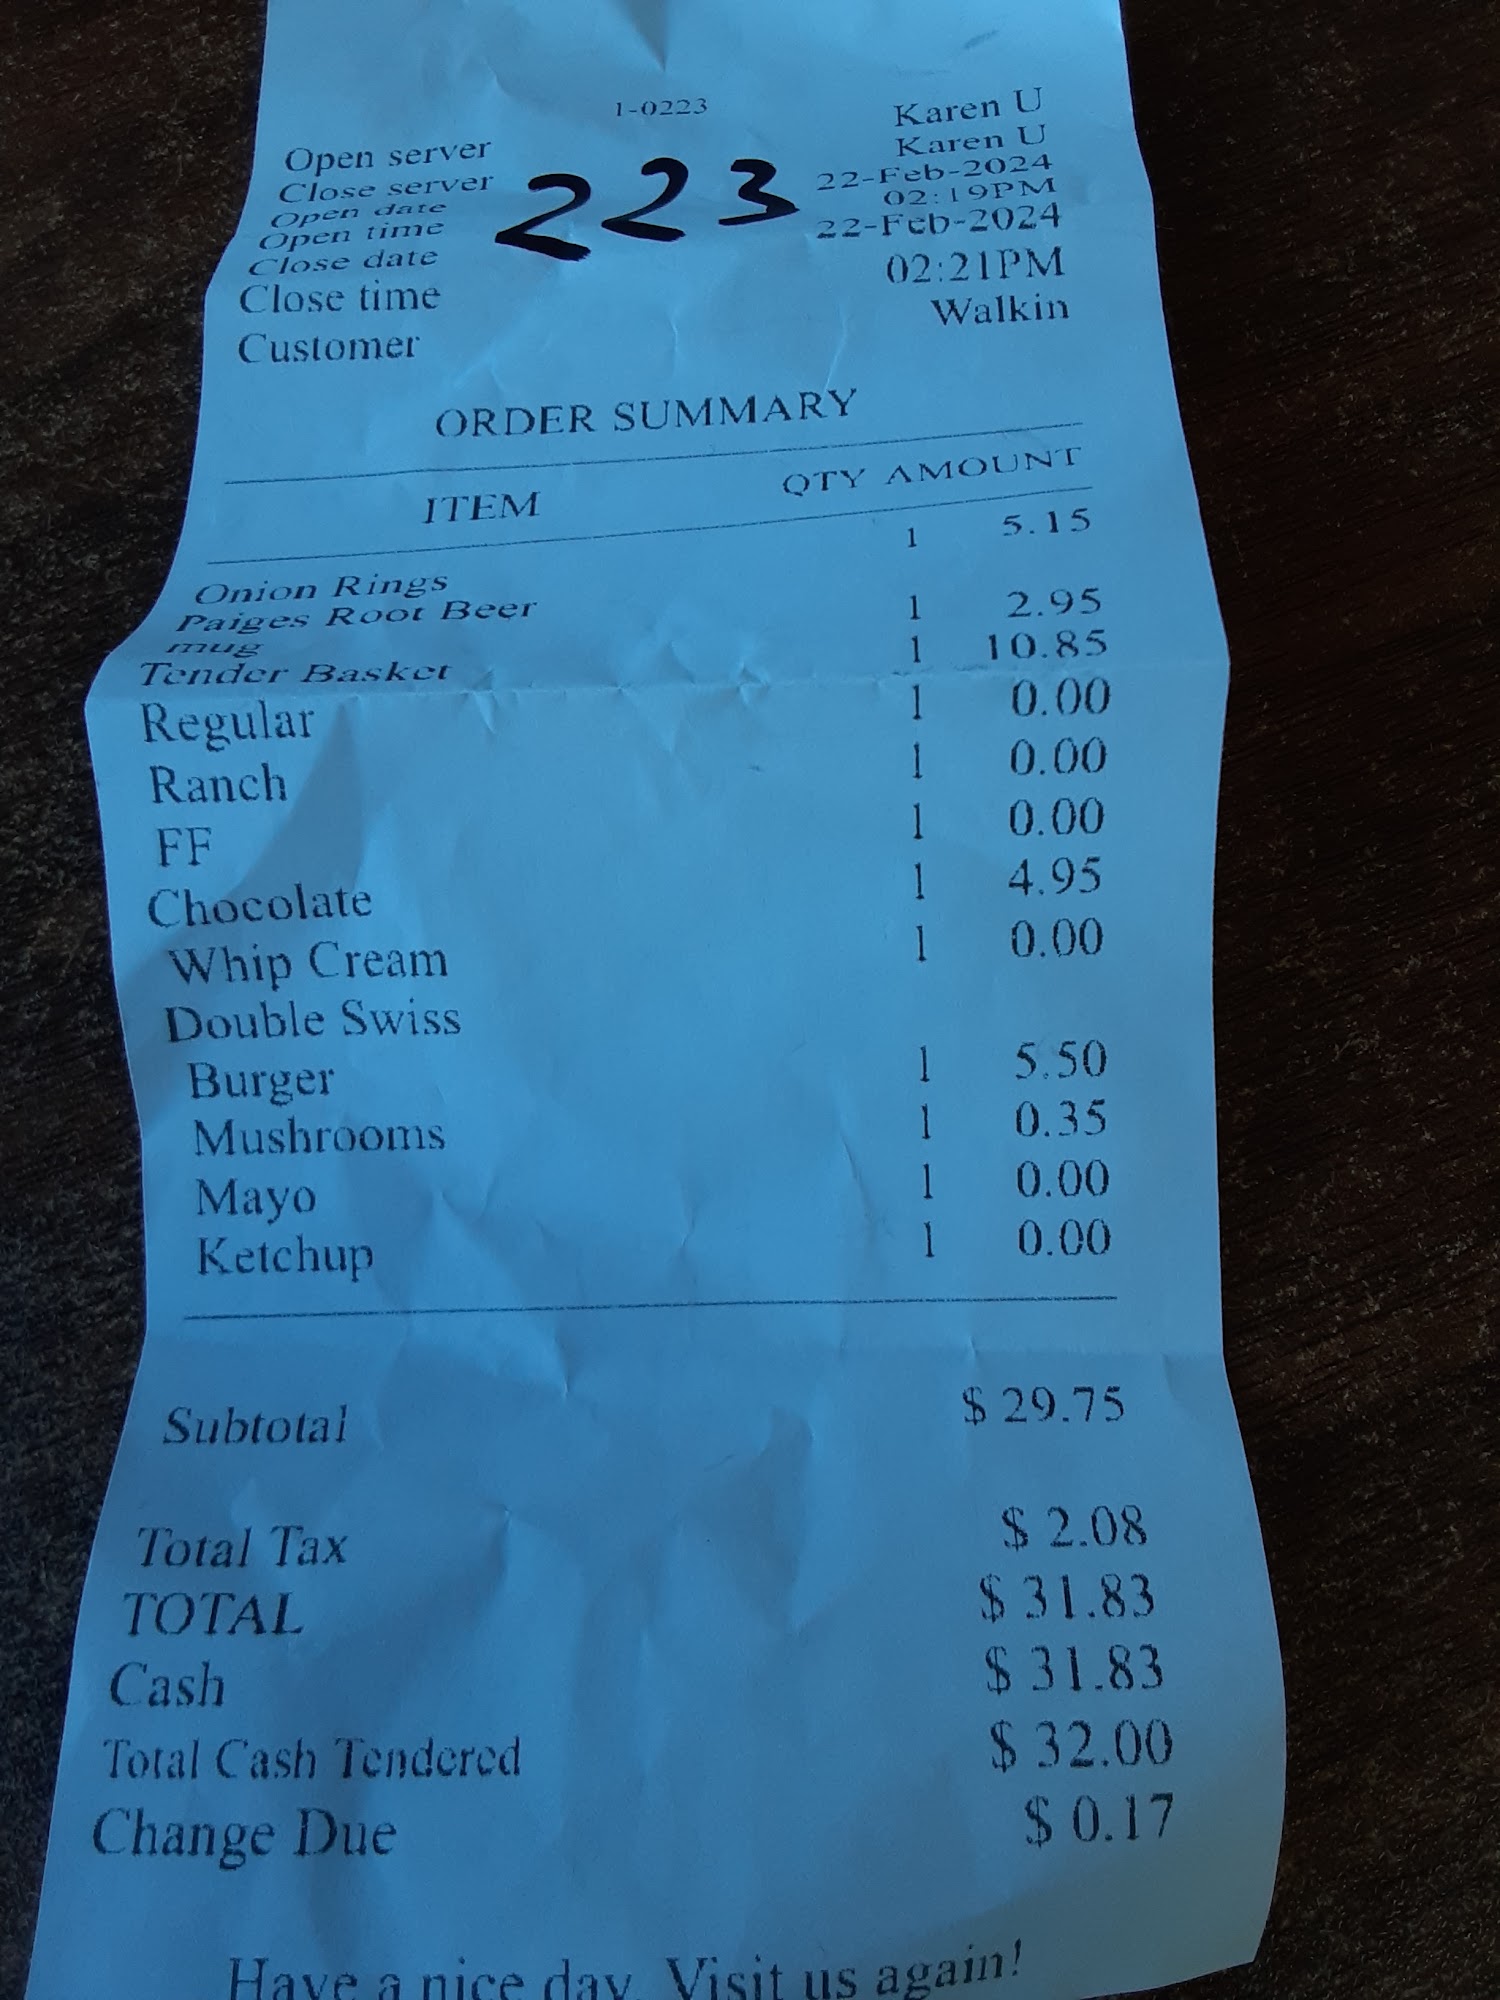 1-0223
Open server Karen U
Close server Karen U
Open date 22-Feb-2024
Open time 02:19PM
Close date 22-Feb-2024
Close time 02:21PM
Customer Walkin
223
ORDER SUMMARY
ITEM QTY AMOUNT
Onion Rings 1 5.15
Paiges Root Beer
mug 1 2.95
Tender Basket 1 10.85
Regular 1 0.00
Ranch 1 0.00
FF 1 0.00
Chocolate 1 4.95
Whip Cream 1 0.00
Double Swiss
Burger 1 5.50
Mushrooms 1 0.35
Mayo 1 0.00
Ketchup 1 0.00
Subtotal $ 29.75
Total Tax $ 2.08
TOTAL $ 31.83
Cash $ 31.83
Total Cash Tendered $ 32.00
Change Due $ 0.17
Have a nice day. Visit us again!